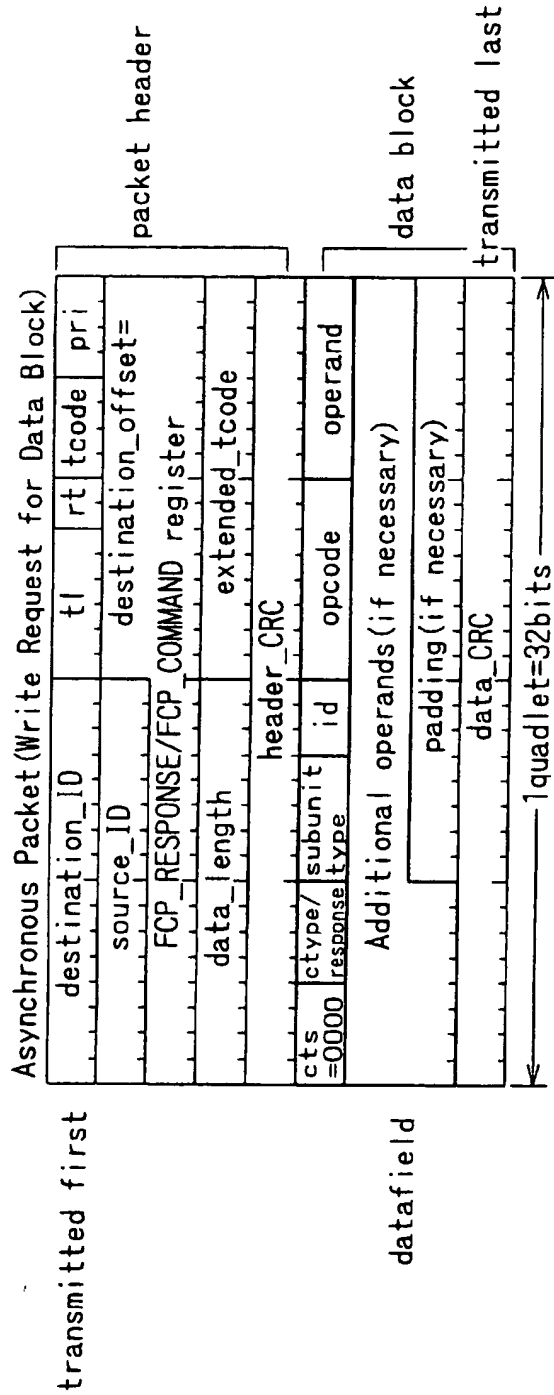 Asynchronous Packet(Write Request for Data Block)
transmitted first
destination_ID tl rt tcode pri
source_ID destination_offset=
FCP_RESPONSE/FCP_COMMAND register
data_length extended_tcode
header_CRC
packet header
cts =0000 ctype/response subunit type id opcode operand
Additional operands(if necessary)
padding(if necessary)
data_CRC
datafield
data block
transmitted last
1quadlet=32bits